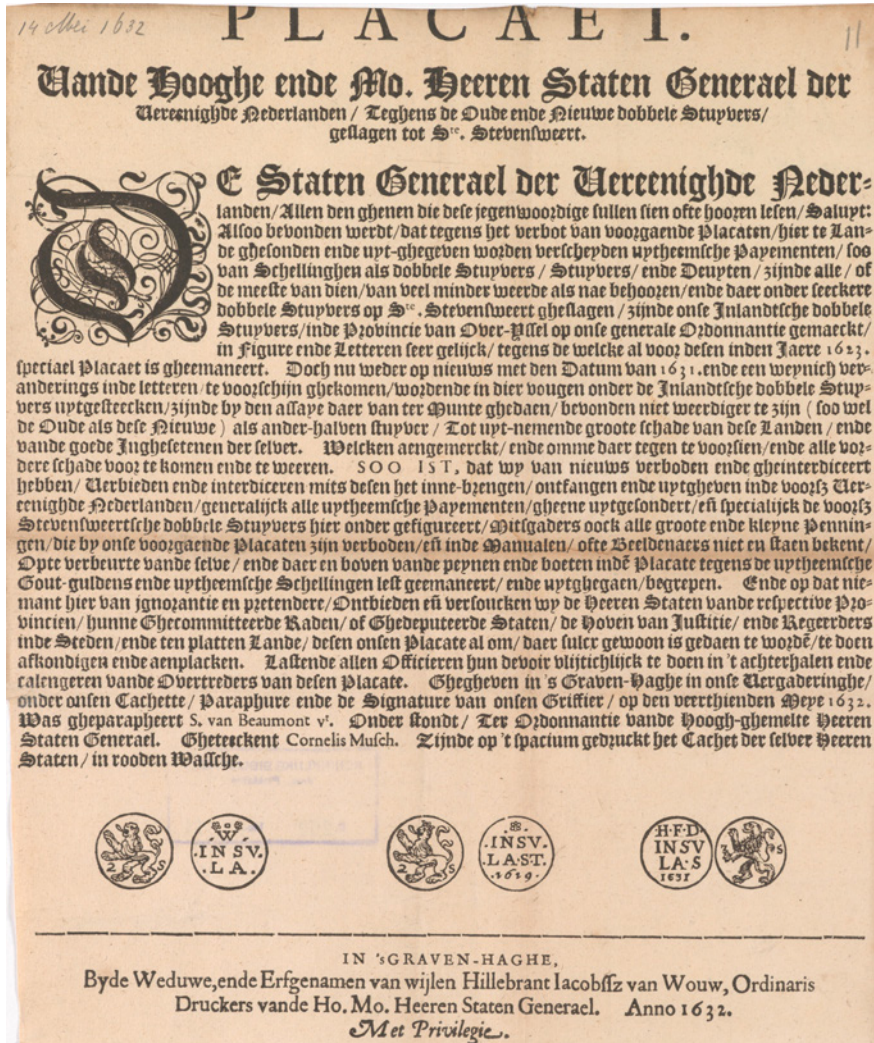 14 Mei 1632
11
PLACAET.
Vande Hooghe ende Mo. Heeren Staten Generael der
Vereenighde Nederlanden / Teghens de Oude ende Nieuwe dobbele Stuyvers /
geslagen tot Ste. Stevensweert.
DE Staten Generael der Vereenighde Neder-
landen / Allen den ghenen die dese jegenwoordige sullen sien ofte hooren lesen / Saluyt:
Alsoo bevonden werdt / dat tegens het verbot van voorgaende Placaten / hier te Lan-
de ghesonden ende uyt-ghegeven worden verscheyden uytheemsche Payementen / soo
van Schellinghen als dobbele Stuyvers / Stuyvers / ende Deuyten / zijnde alle / of
de meeste van dien / van veel minder weerde als nae behooren / ende daer onder seeckere
dobbele Stuyvers op Ste. Stevensweert gheslagen / zijnde onse Inlandtsche dobbele
Stuyvers / inde Provincie van Over-Yssel op onse generale Ordonnantie gemaeckt /
in Figure ende Letteren seer gelijck / tegens de welcke al voor desen inden Jaere 1623.
speciael Placaet is gheemaneert. Doch nu weder op nieuws met den Datum van 1631. ende een weynich ver-
anderings inde letteren / te voorschijn ghekomen / wordende in dier vougen onder de Inlandtsche dobbele Stuy-
vers uytgesteecken / zijnde by den assaye daer van ter Munte ghedaen / bevonden niet weerdiger te zijn ( soo wel
de Oude als dese Nieuwe ) als ander-halven stuyver / Tot uyt-nemende groote schade van dese Landen / ende
vande goede Inghesetenen der selver. Welcken aengemerckt / ende omme daer tegen te voorsien / ende alle vor-
dere schade voor te komen ende te weeren. SOO IST, dat wy van nieuws verboden ende gheinterdiceert
hebben / Verbieden ende interdiceren mits desen het inne-brengen / ontfangen ende uytgheven inde voorsz Ver-
eenighde Nederlanden / generalijck alle uytheemsche Payementen / gheene uytgesondert / eñ specialijck de voorsz
Stevensweertsche dobbele Stuyvers hier onder gefigureert / Mitsgaders oock alle groote ende kleyne Pennin-
gen / die by onse voorgaende Placaten zijn verboden / eñ inde Manualen / ofte Beeldenaers niet en staen bekent /
Opte verbeurte vande selve / ende daer en boven vande peynen ende boeten indē Placate tegens de uytheemsche
Gout-guldens ende uytheemsche Schellingen lest geemaneert / ende uytghegaen / begrepen. Ende op dat nie-
mant hier van jgnorantie en pretendere / Ontbieden eñ versoucken wy de Heeren Staten vande respective Pro-
vincien / hunne Ghecommitteerde Raden / of Ghedeputeerde Staten / de Hoven van Justitie / ende Regeerders
inde Steden / ende ten platten Lande / desen onsen Placate al om / daer sulcx gewoon is gedaen te wordē / te doen
afkondigen ende aenplacken. Lastende allen Officieren hun devoir vlijtichlijck te doen in 't achterhalen ende
calengeren vande Overtreders van desen Placate. Ghegheven in 's Graven-Haghe in onse Vergaderinghe /
onder onsen Cachette / Paraphure ende de Signature van onsen Griffier / op den veerthienden Meye 1632.
Was gheparapheert S. van Beaumont vt. Onder stondt / Ter Ordonnantie vande Hoogh-ghemelte Heeren
Staten Generael. Gheteeckent Cornelis Musch. Zijnde op 't spacium gedruckt het Cachet der selver Heeren
Staten / in rooden Wassche.
2 S
.W.
.INSV.
.LA.
2 S
.INSV.
LA.ST.
.1629.
H.F.D.
INSV
LA.S
1631
2 S
IN 'sGRAVEN-HAGHE,
Byde Weduwe, ende Erfgenamen van wijlen Hillebrant Iacobssz van Wouw, Ordinaris
Druckers vande Ho. Mo. Heeren Staten Generael. Anno 1632.
Met Privilegie.